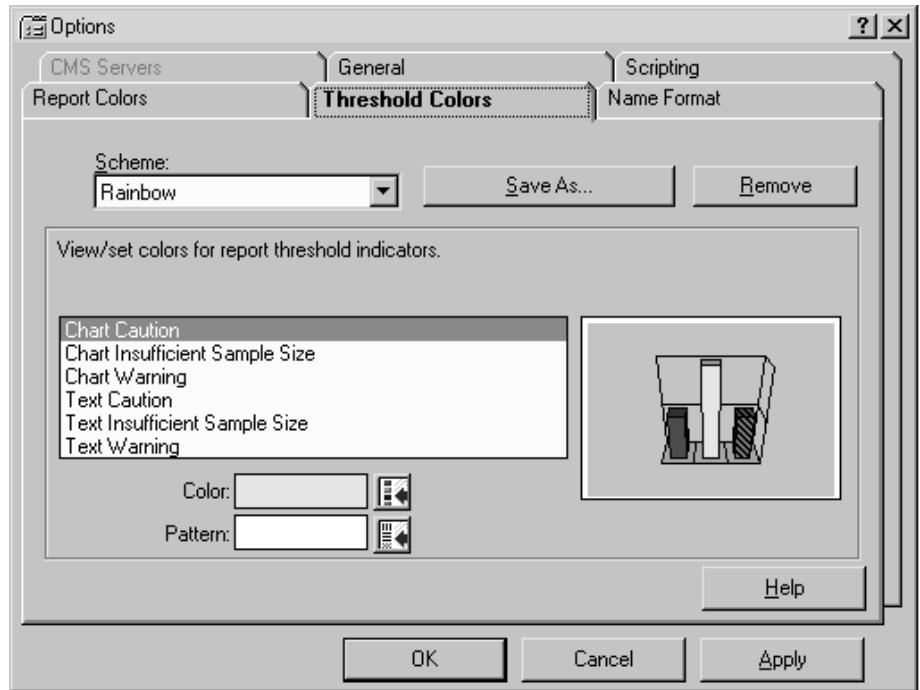 Options
CMS Servers
General
Scripting
Report Colors
Threshold Colors
Name Format
Scheme:
Rainbow
Save As...
Remove
View/set colors for report threshold indicators.
Chart Caution
Chart Insufficient Sample Size
Chart Warning
Text Caution
Text Insufficient Sample Size
Text Warning
Color:
Pattern:
Help
OK
Cancel
Apply